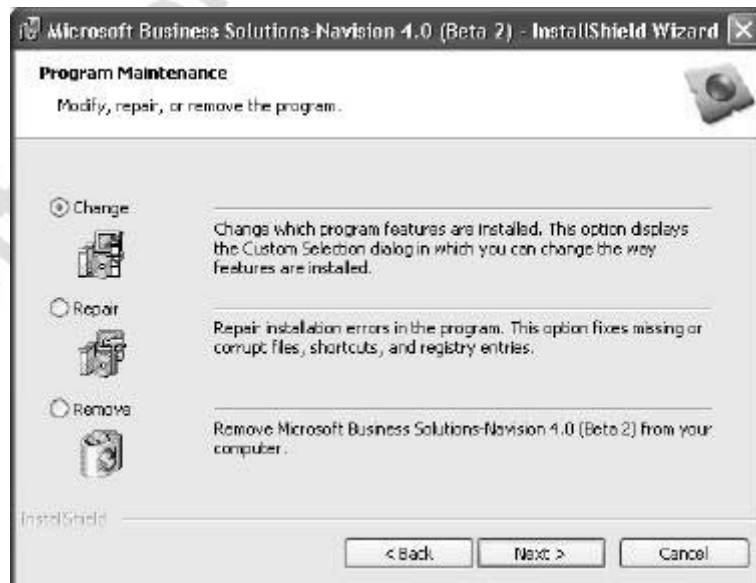 Microsoft Business Solutions-Navision 4.0 (Beta 2) - InstallShield Wizard
Program Maintenance
Modify, repair, or remove the program.
Change
Change which program features are installed. This option displays
the Custom Selection dialog in which you can change the way
features are installed.
Repair
Repair installation errors in the program. This option fixes missing or
corrupt files, shortcuts, and registry entries.
Remove
Remove Microsoft Business Solutions-Navision 4.0 (Beta 2) from your
computer.
InstallShield
< Back
Next >
Cancel